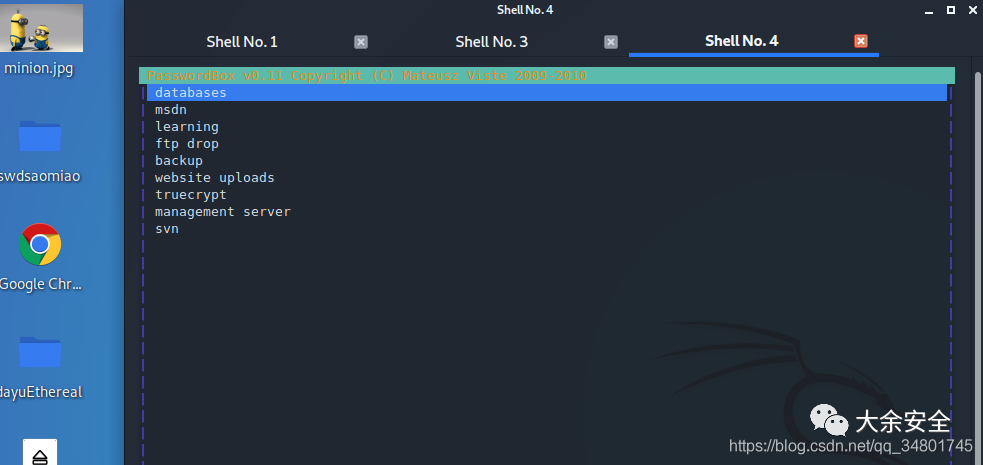 Shell No. 4
Shell No. 1
Shell No. 3
Shell No. 4
minion.jpg
PasswordBox v0.11 Copyright (C) Mateusz Viste 2009-2010
databases
msdn
learning
ftp drop
backup
website uploads
truecrypt
management server
svn
swdsaomiao
Google Chr...
dayuEthereal
大余安全
https://blog.csdn.net/qq_34801745